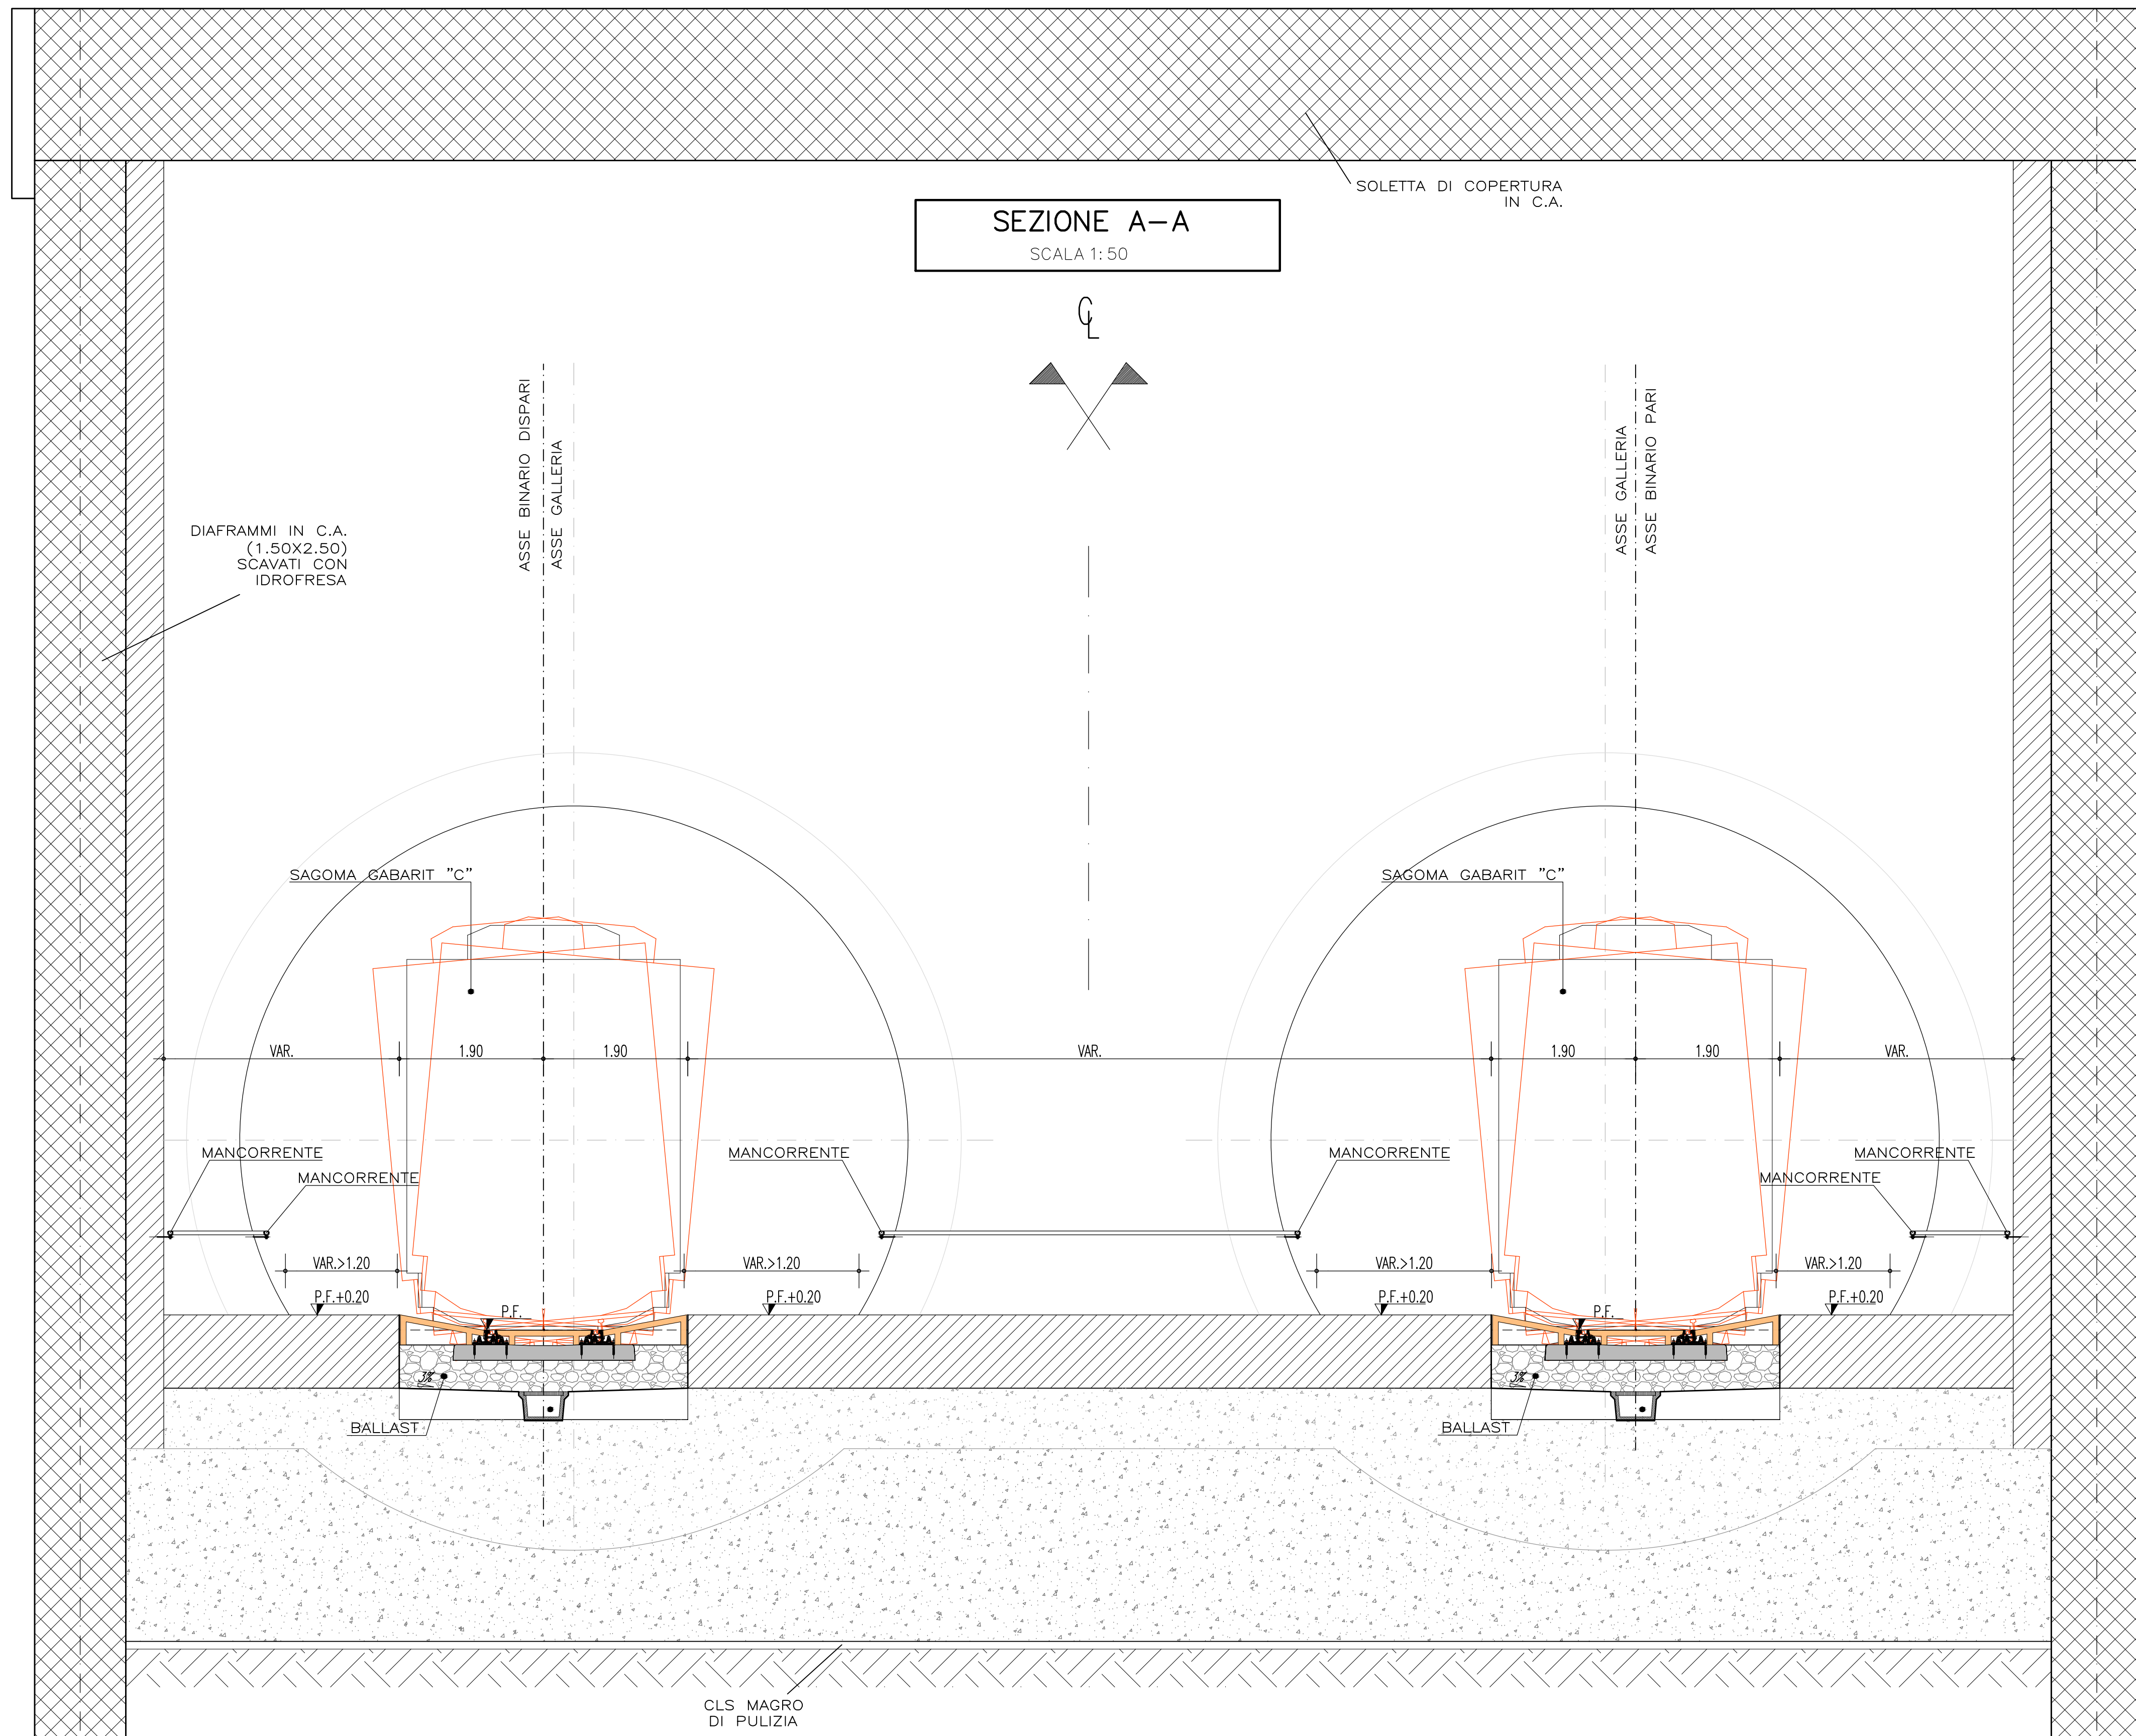 SOLETTA DI COPERTURA
IN C.A.
SEZIONE A-A
SCALA 1:50
CL
ASSE BINARIO DISPARI
ASSE GALLERIA
ASSE GALLERIA
ASSE BINARIO PARI
DIAFRAMMI IN C.A.
(1.50X2.50)
SCAVATI CON
IDROFRESA
SAGOMA GABARIT "C"
SAGOMA GABARIT "C"
VAR.
1.90
1.90
VAR.
1.90
1.90
VAR.
MANCORRENTE
MANCORRENTE
MANCORRENTE
MANCORRENTE
MANCORRENTE
MANCORRENTE
VAR.>1.20
VAR.>1.20
VAR.>1.20
VAR.>1.20
P.F.+0.20
P.F.
P.F.+0.20
P.F.+0.20
P.F.
P.F.+0.20
3%
3%
BALLAST
BALLAST
CLS MAGRO
DI PULIZIA